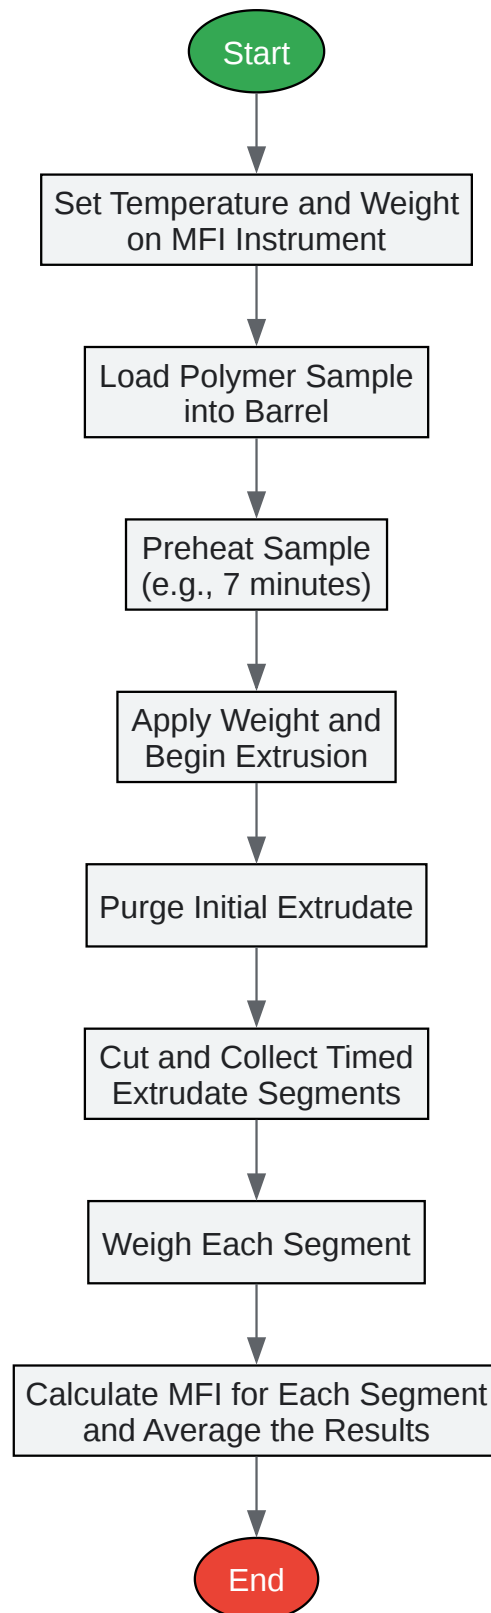 Start
Set Temperature and Weight
on MFI Instrument
Load Polymer Sample
into Barrel
Preheat Sample
(e.g., 7 minutes)
Apply Weight and
Begin Extrusion
Purge Initial Extrudate
Cut and Collect Timed
Extrudate Segments
Weigh Each Segment
Calculate MFI for Each Segment
and Average the Results
End